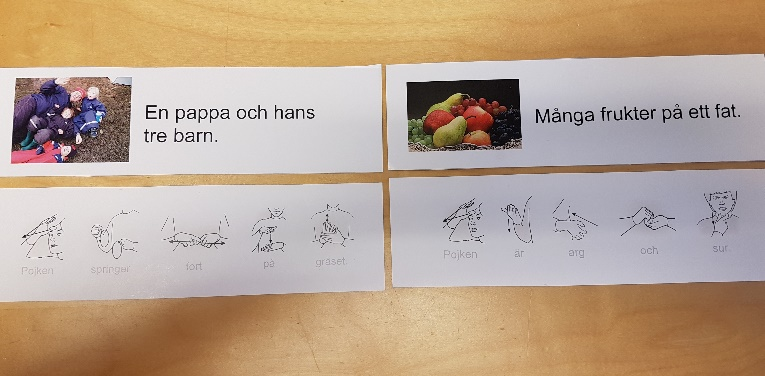 En pappa och hans
tre barn.
Många frukter på ett fat.
Pojken springer fort på gräset.
Pojken är arg och sur